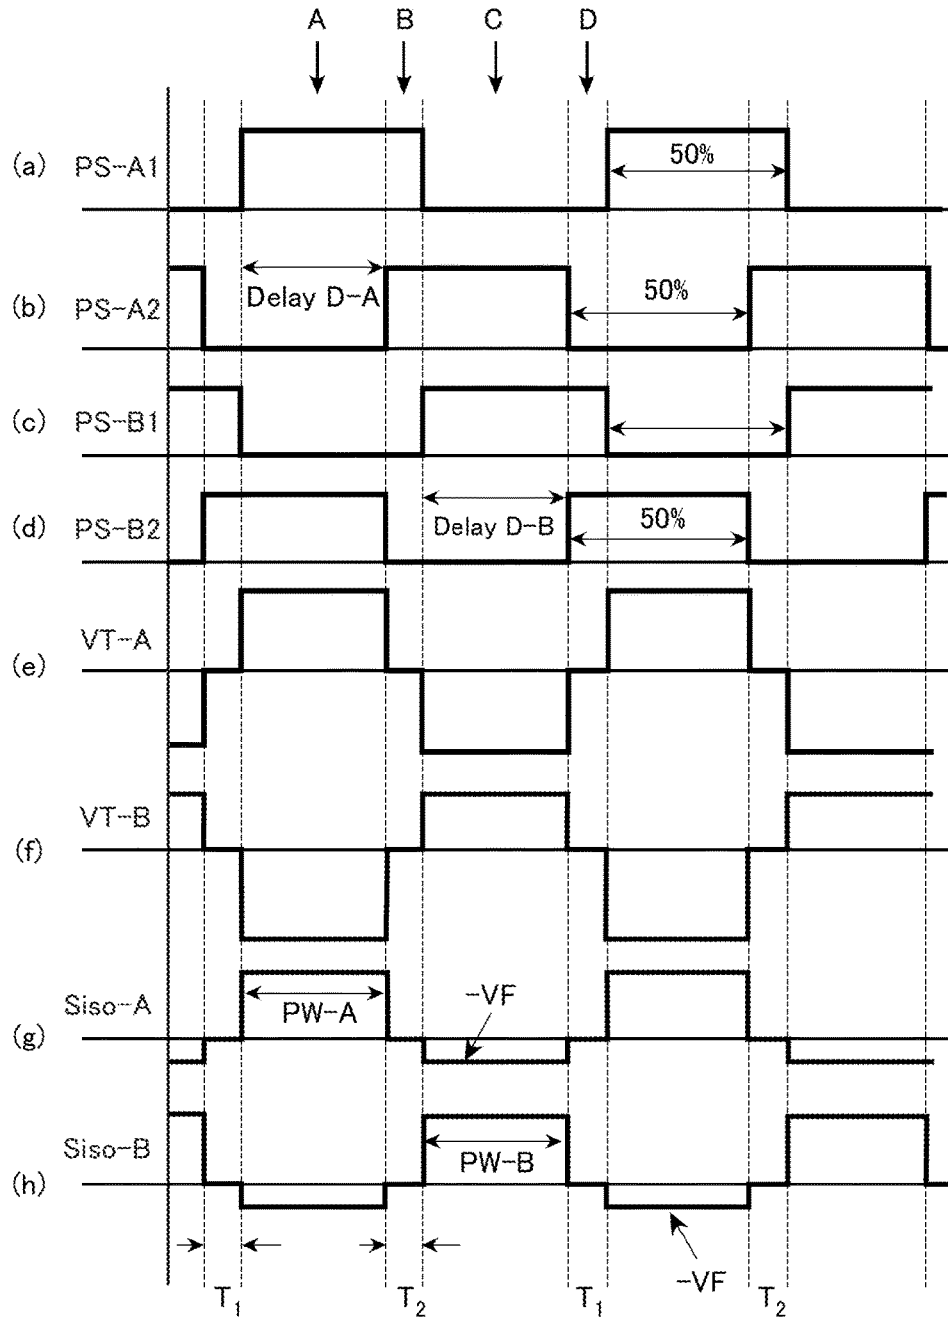 A B C D
(a) PS-A1 50%
(b) PS-A2 Delay D-A 50%
(c) PS-B1
(d) PS-B2 Delay D-B 50%
VT-A
(e)
VT-B
(f)
Siso-A PW-A -VF
(g)
Siso-B PW-B
(h)
-VF
T1 T2 T1 T2